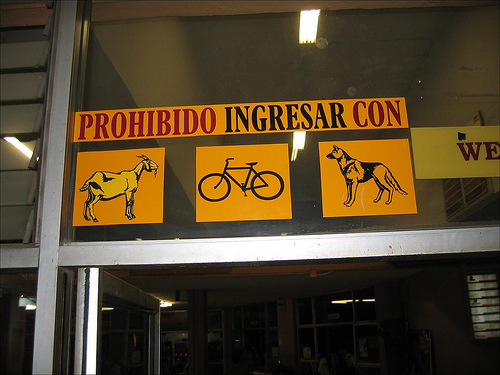 PROHIBIDO INGRESAR CON
WE